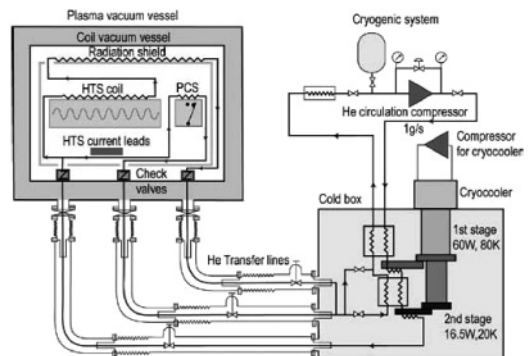 Plasma vacuum vessel
Coil vacuum vessel
Radiation shield
HTS coil
PCS
HTS current leads
Check
valves
Cryogenic system
He circulation compressor
1g/s
Compressor
for cryocooler
Cryocooler
Cold box
1st stage
60W, 80K
He Transfer lines
2nd stage
16.5W,20K